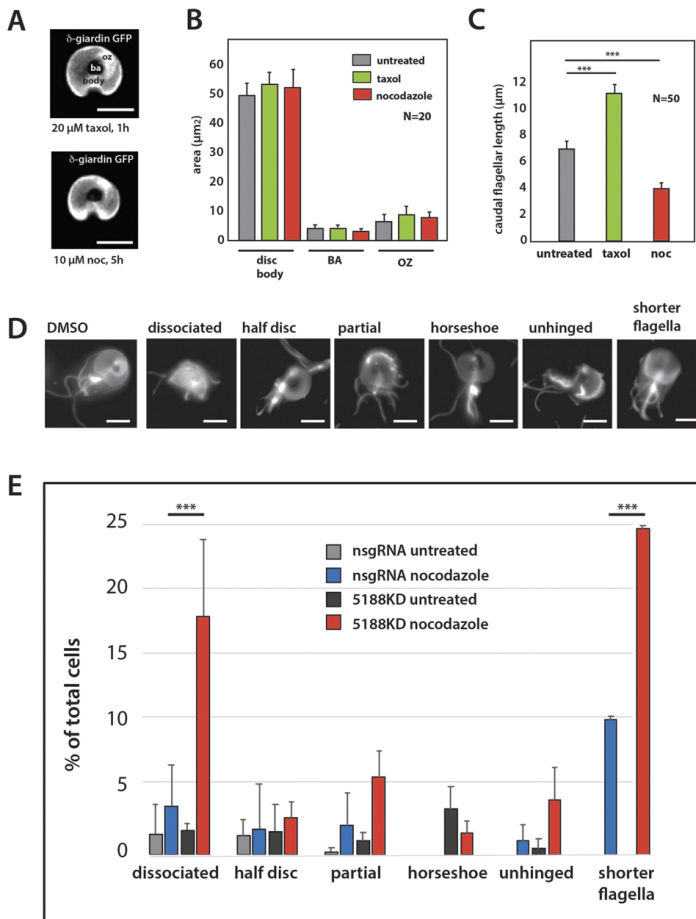 A
δ-giardin GFP
oz
ba
body
20 μM taxol, 1h
δ-giardin GFP
10 μM noc, 5h
B
area (μm2)
60
50
40
30
20
10
0
untreated
taxol
nocodazole
N=20
disc
body
BA
OZ
C
caudal flagellar length (μm)
12
10
8
6
4
2
0
***
***
N=50
untreated
taxol
noc
D
DMSO
dissociated
half disc
partial
horseshoe
unhinged
shorter
flagella
E
% of total cells
25
20
15
10
5
0
***
***
nsgRNA untreated
nsgRNA nocodazole
5188KD untreated
5188KD nocodazole
dissociated
half disc
partial
horseshoe
unhinged
shorter
flagella